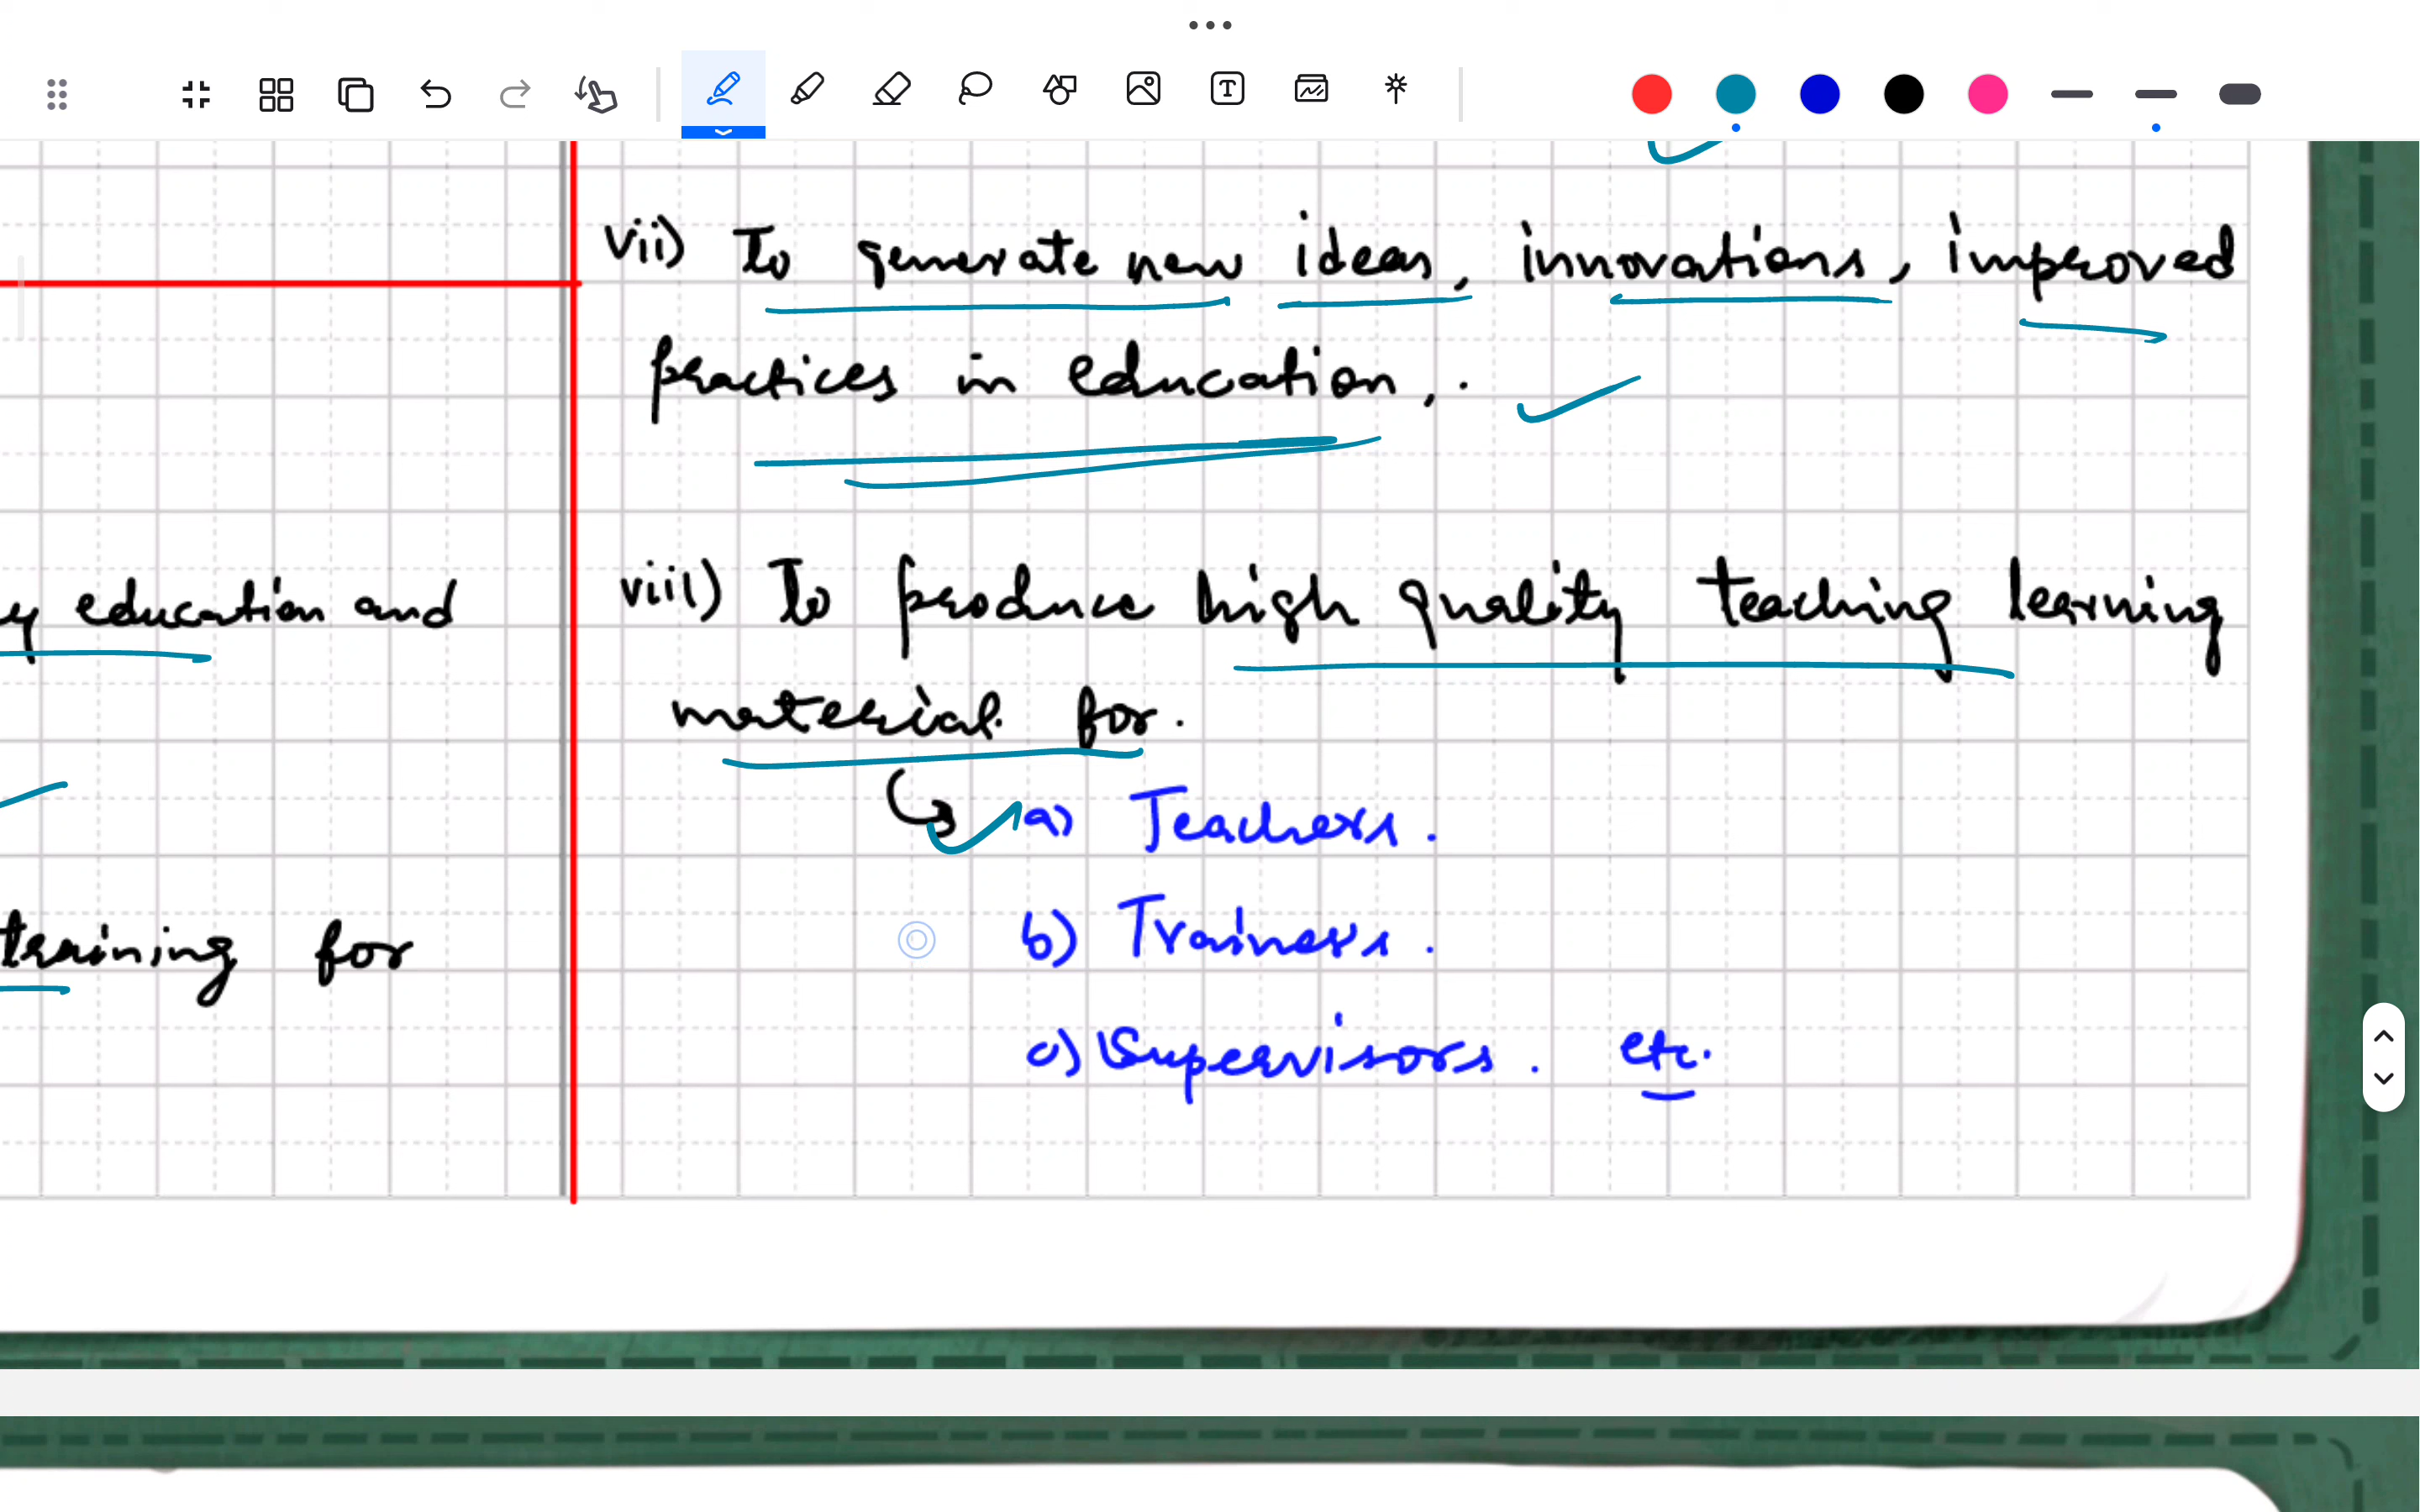 vii) To generate new ideas, innovations, improved
practices in education,.
y education and
viii) To produce high quality teaching learning
material for.
a) Teachers.
training for
b) Trainers.
c) Supervisors. etc.